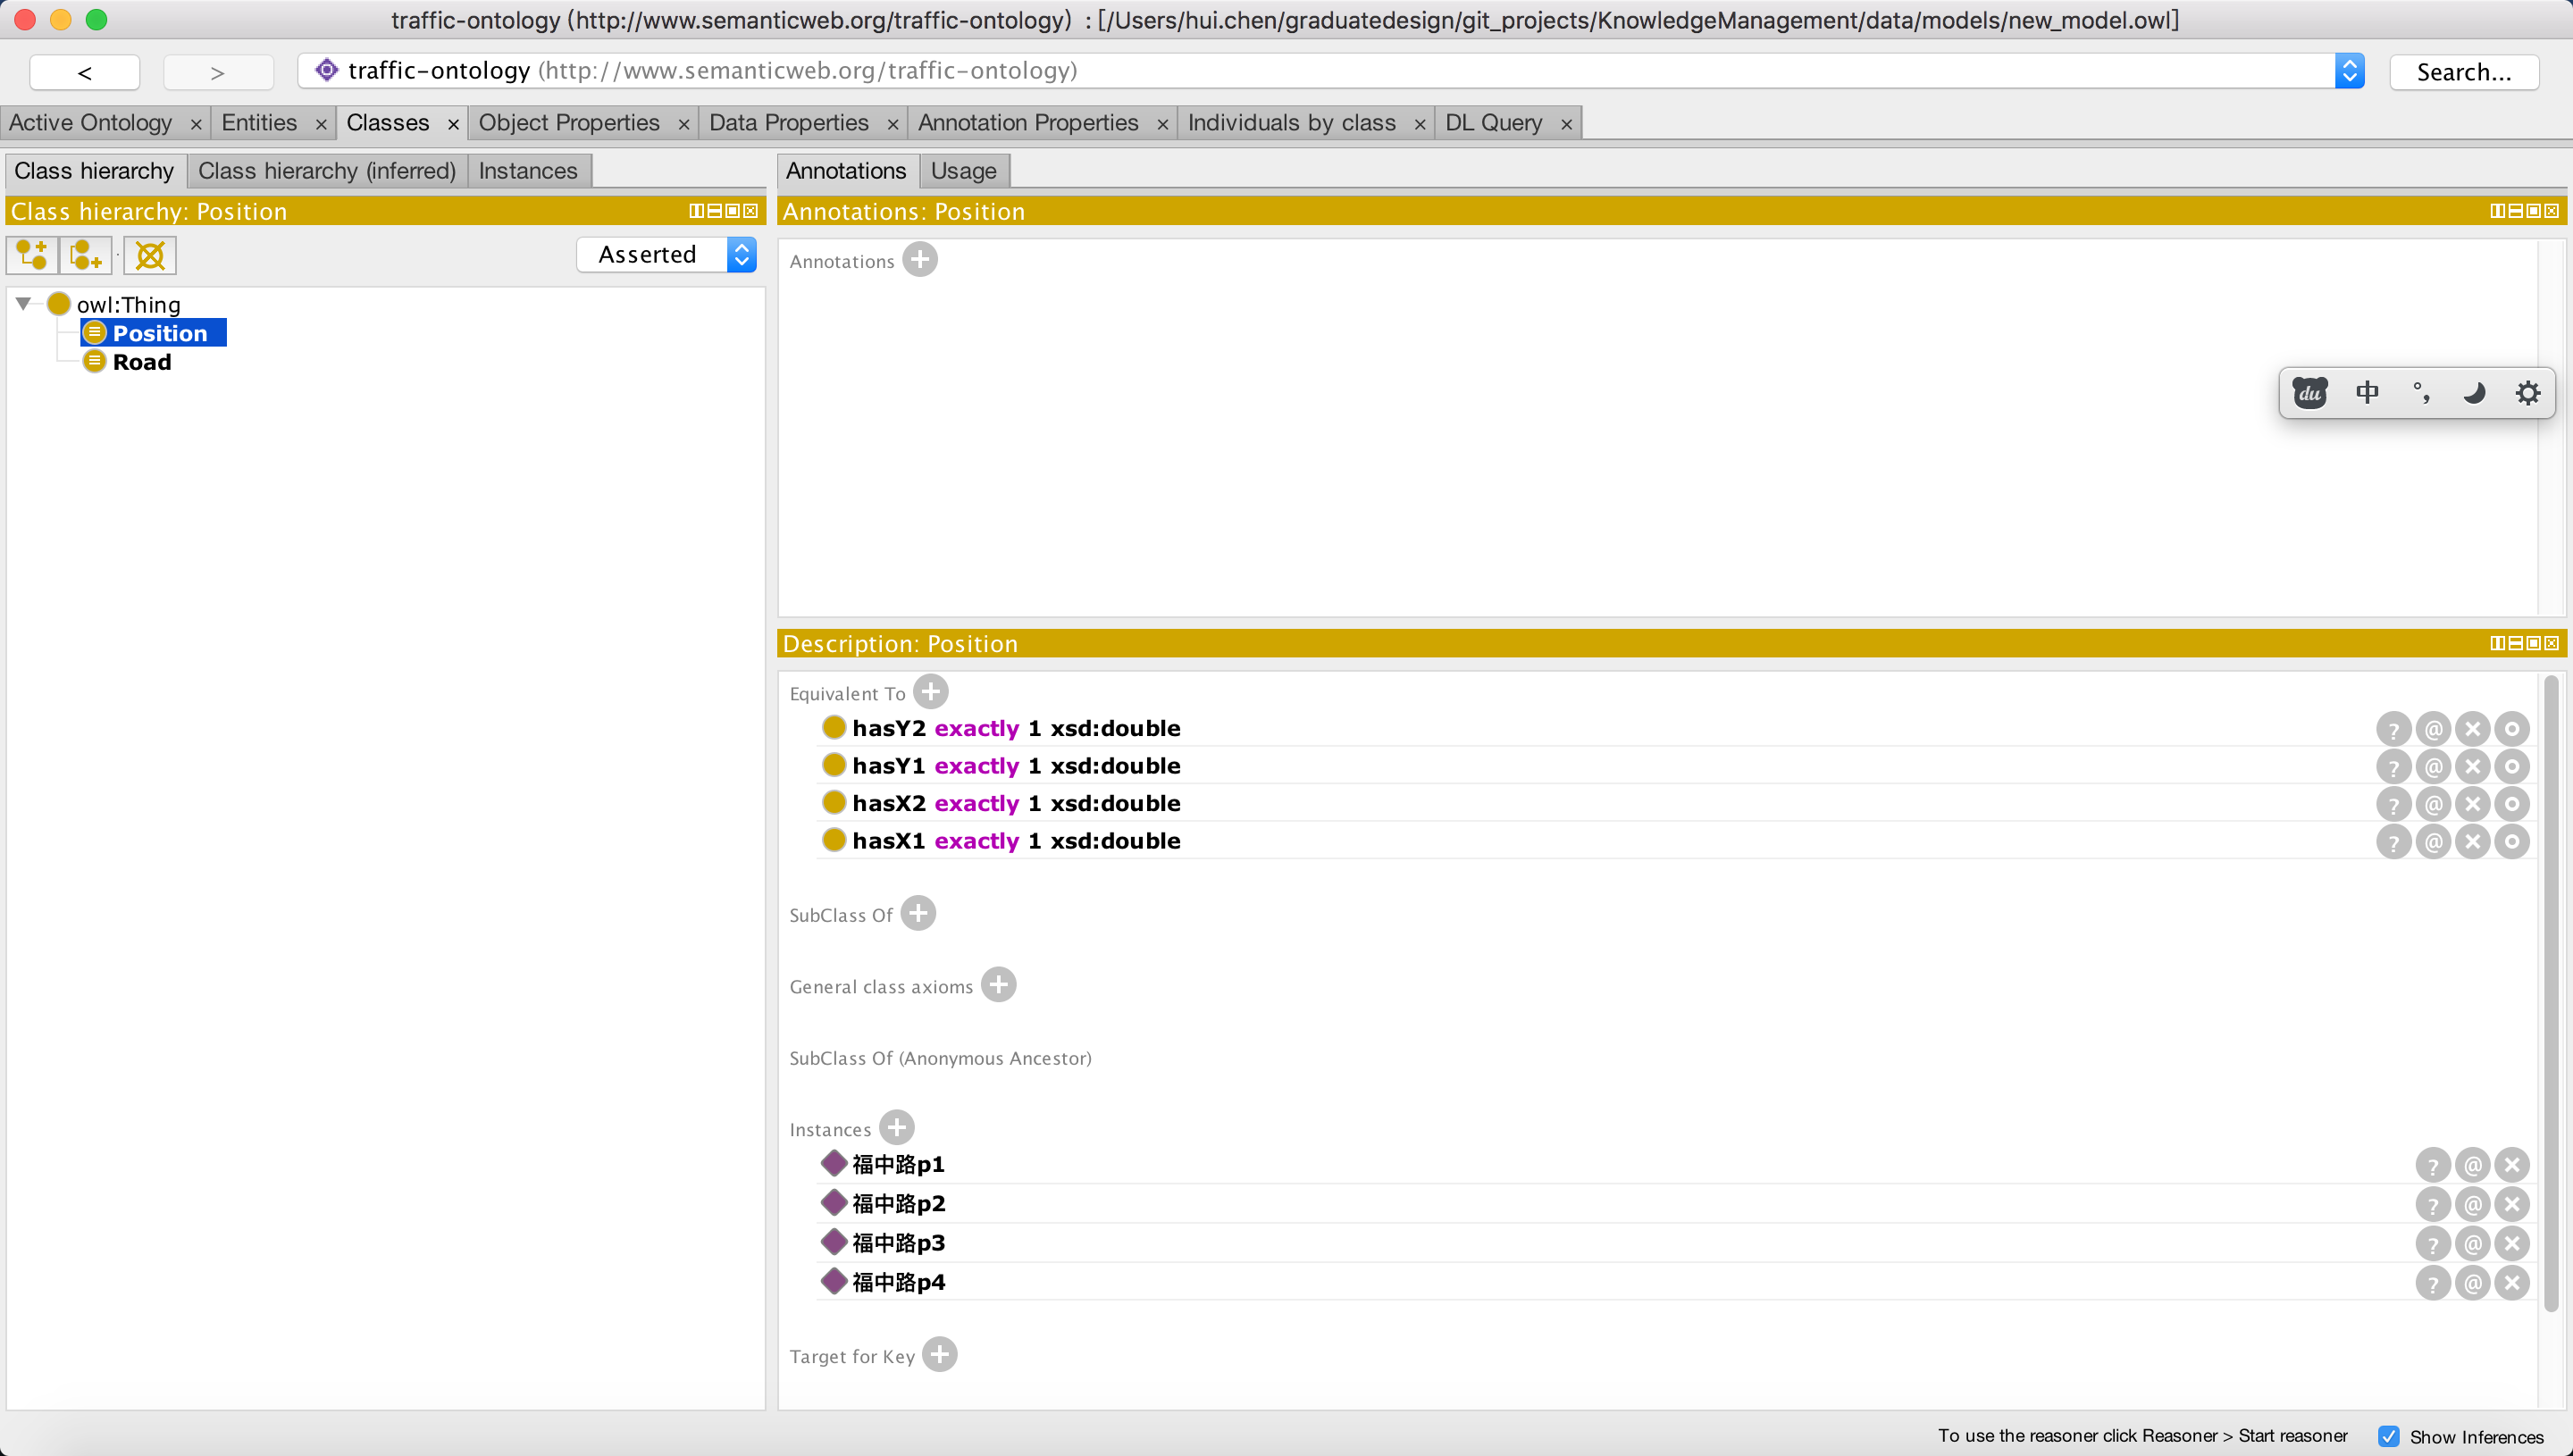 traffic-ontology (http://www.semanticweb.org/traffic-ontology) : [/Users/hui.chen/graduatedesign/git_projects/KnowledgeManagement/data/models/new_model.owl]
< > traffic-ontology (http://www.semanticweb.org/traffic-ontology) Search...
Active Ontology × Entities × Classes × Object Properties × Data Properties × Annotation Properties × Individuals by class × DL Query ×
Class hierarchy Class hierarchy (inferred) Instances
Class hierarchy: Position
Asserted
owl:Thing
Position
Road
Annotations Usage
Annotations: Position
Annotations
du 中 °,
Description: Position
Equivalent To
hasY2 exactly 1 xsd:double ? @
hasY1 exactly 1 xsd:double ? @
hasX2 exactly 1 xsd:double ? @
hasX1 exactly 1 xsd:double ? @
SubClass Of
General class axioms
SubClass Of (Anonymous Ancestor)
Instances
福中路p1 ? @
福中路p2 ? @
福中路p3 ? @
福中路p4 ? @
Target for Key
To use the reasoner click Reasoner > Start reasoner Show Inferences